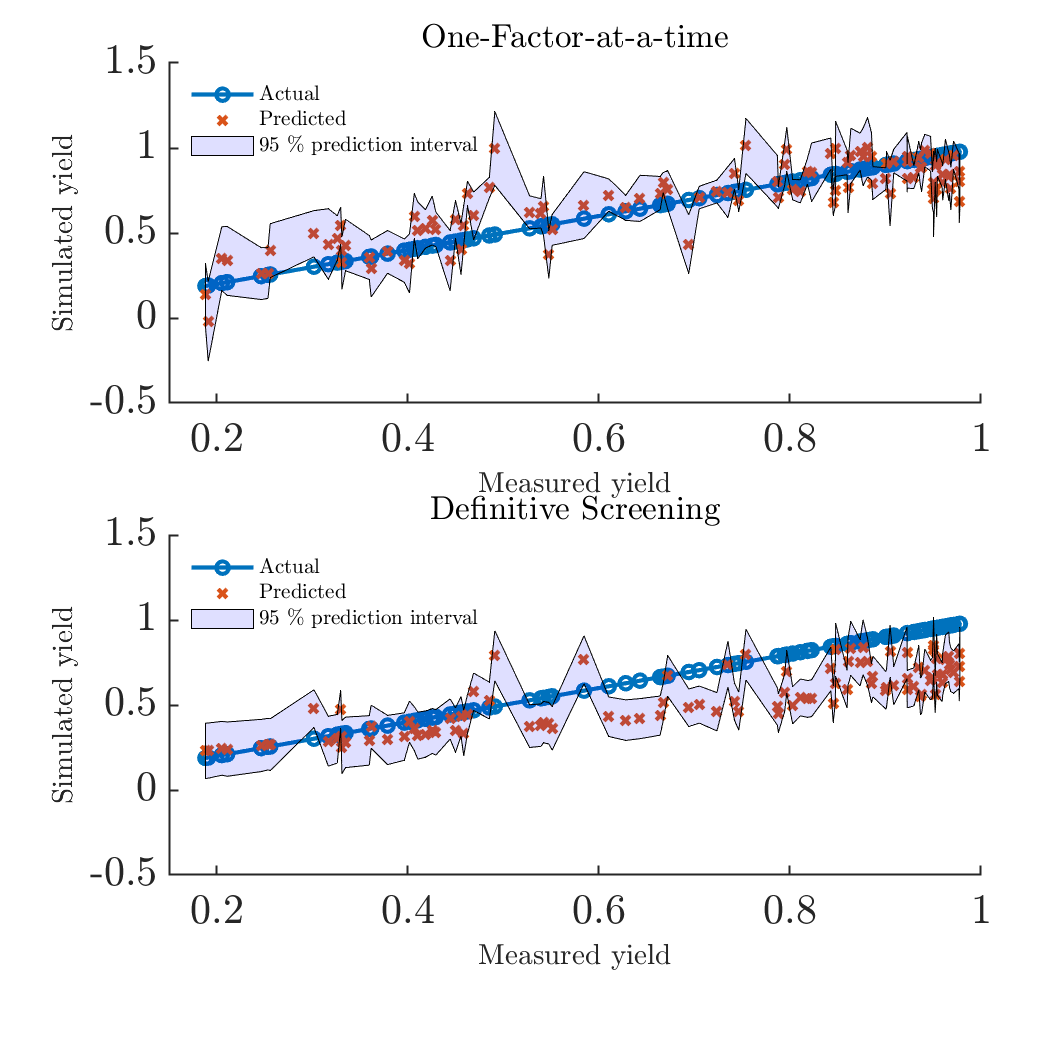 One-Factor-at-a-time
1.5
Actual
Predicted
95 % prediction interval
1
0.5
0
-0.5
Simulated yield
0.2 0.4 0.6 0.8 1
Measured yield
Definitive Screening
1.5
Actual
Predicted
95 % prediction interval
1
0.5
0
-0.5
Simulated yield
0.2 0.4 0.6 0.8 1
Measured yield